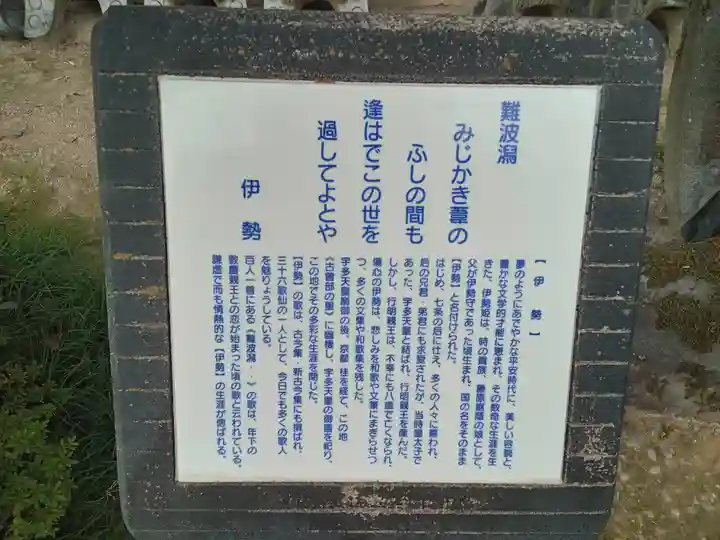 難波潟
みじかき葦の
ふしの間も
逢はでこの世を
過してよとや
伊勢
【伊勢】
夢のようにあでやかな平安時代に、美しい容姿と、
豊かな文学的才能に恵まれ、その数奇な生涯を生
きた、伊勢姫は、時の貴族、藤原継蔭の娘として、
父が伊勢守であった頃生まれ、国の名をそのまま
【伊勢】と名付けられた。
はじめ、七条の后に仕え、多くの人々に慕われ、
后の兄君・弟君にも求愛されたが、当時皇太子で
あった、宇多天皇と結ばれ、行明親王を産んだ。
しかし、行明親王は、不幸にも八歳で亡くなられ、
傷心の伊勢は、悲しみを和歌や文筆にまぎらせつ
つ、多くの文集や和歌集を残した。
宇多天皇崩御の後、京都 桂を経て、この地
《古曽部の里》に隠棲し、宇多天皇の御霊を祀り、
この地でその多彩な生涯を閉じた。
【伊勢】の歌は、古今集・新古今集にも撰ばれ、
三十六歌仙の一人として、今日でも多くの歌人
を魅りょうしている。
百人一首にある《難波潟・・》の歌は、年下の
敦慶親王との恋が始まった頃の歌と云われている。
謙虚で而も情熱的な【伊勢】の生涯が偲ばれる。